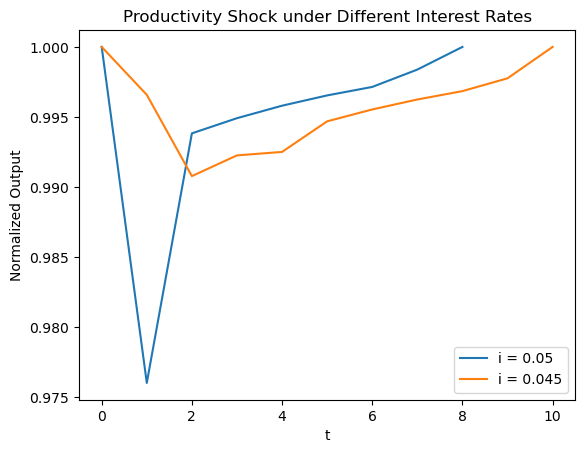 Productivity Shock under Different Interest Rates
1.000
0.995
0.990
0.985
0.980
0.975
Normalized Output
0 2 4 6 8 10
t
i = 0.05
i = 0.045